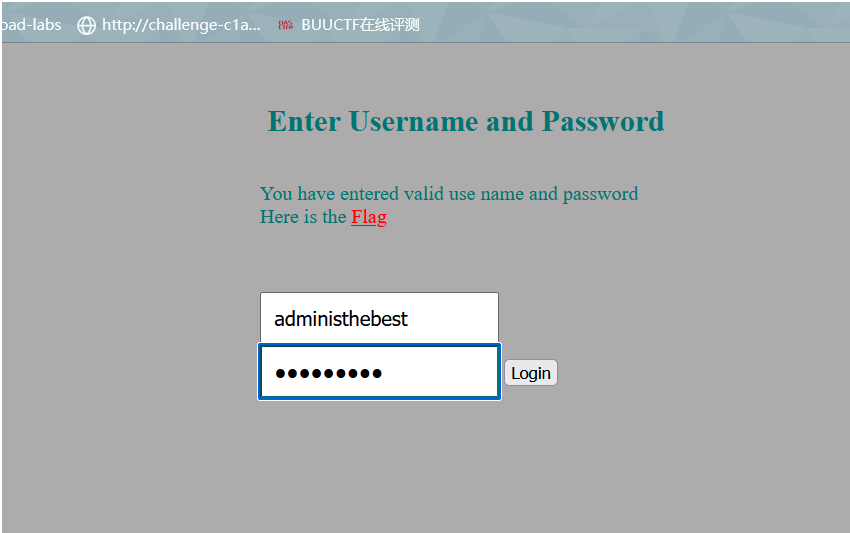 oad-labs http://challenge-c1a... BUUCTF在线评测
Enter Username and Password
You have entered valid use name and password
Here is the Flag
administhebest
●●●●●●●●●
Login